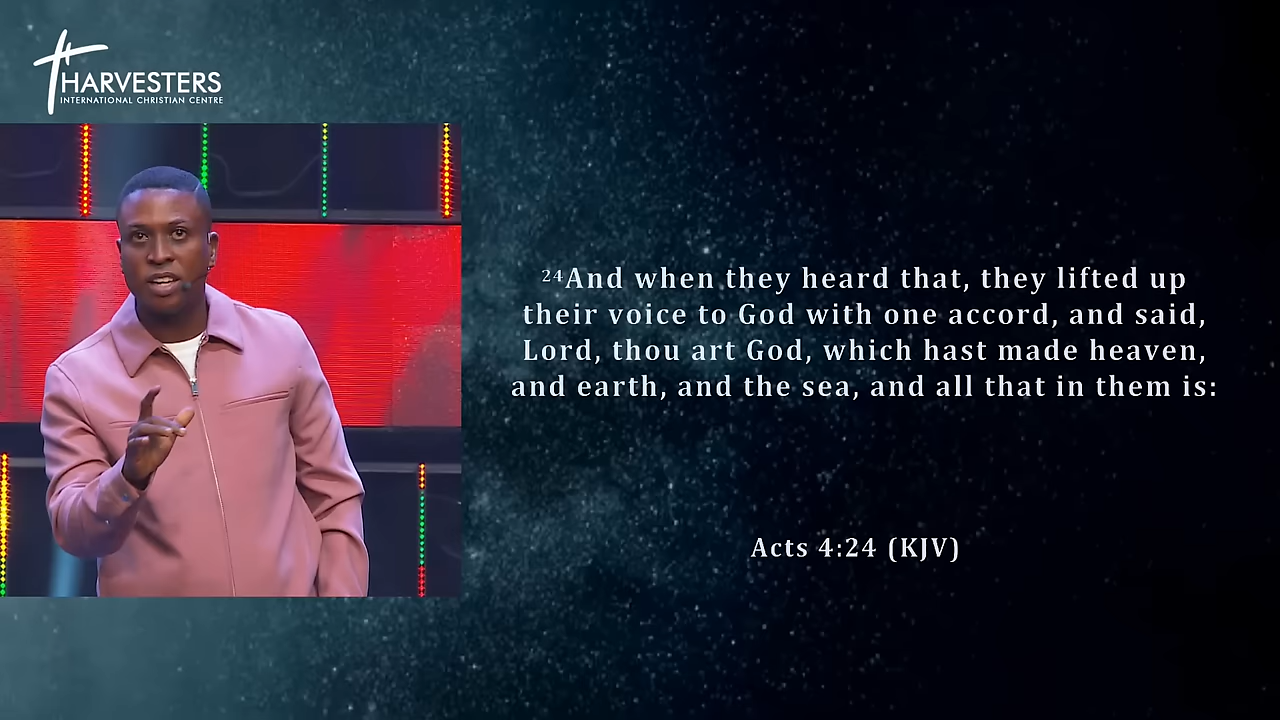 HARVESTERS
INTERNATIONAL CHRISTIAN CENTRE
24And when they heard that, they lifted up
their voice to God with one accord, and said,
Lord, thou art God, which hast made heaven,
and earth, and the sea, and all that in them is:
Acts 4:24 (KJV)